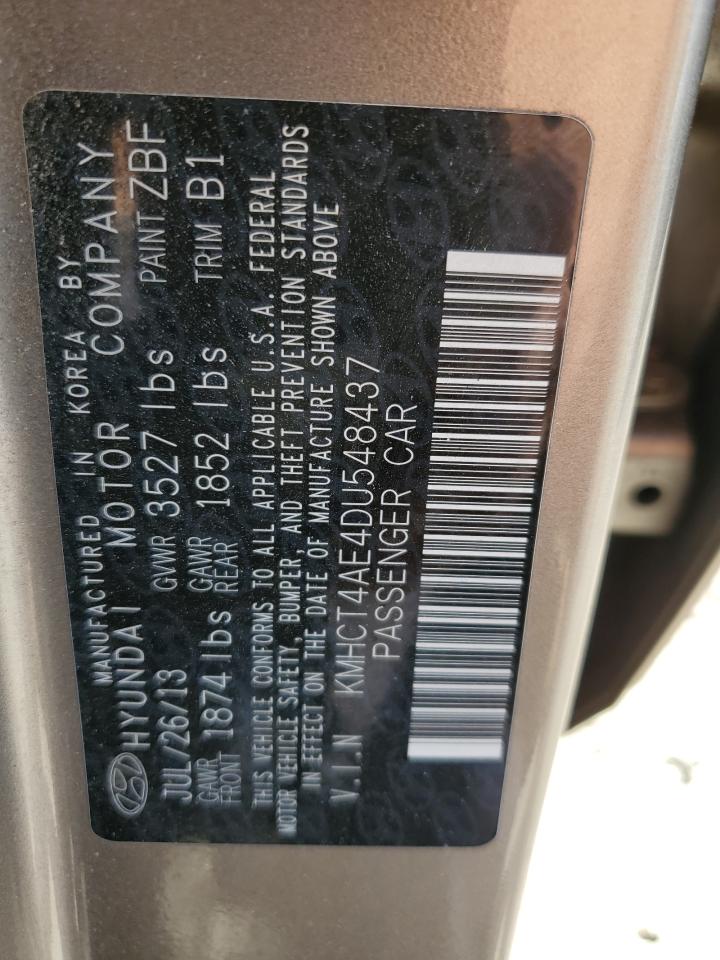 MANUFACTURED IN KOREA BY
HYUNDAI MOTOR COMPANY
JUL/26/13 GVWR 3527 lbs PAINT ZBF
GAWR FRONT 1874lbs GAWR REAR 1852 lbs TRIM B1
THIS VEHICLE CONFORMS TO ALL APPLICABLE U.S.A. FEDERAL
MOTOR VEHICLE SAFETY, BUMPER, AND THEFT PREVENTION STANDARDS
IN EFFECT ON THE DATE OF MANUFACTURE SHOWN ABOVE
V.I.N KMHCT4AE4DU548437
PASSENGER CAR